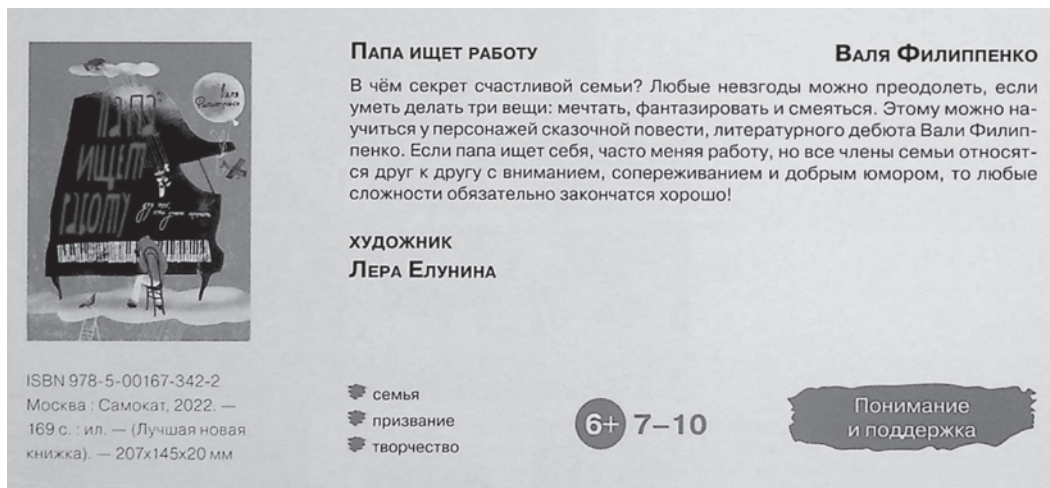 Валя
Филиппенко
ПАПА
ИЩЕТ
РАБОТУ
ПАПА ИЩЕТ РАБОТУ
ВАЛЯ ФИЛИППЕНКО
В чём секрет счастливой семьи? Любые невзгоды можно преодолеть, если
уметь делать три вещи: мечтать, фантазировать и смеяться. Этому можно на-
учиться у персонажей сказочной повести, литературного дебюта Вали Филип-
пенко. Если папа ищет себя, часто меняя работу, но все члены семьи относят-
ся друг к другу с вниманием, сопереживанием и добрым юмором, то любые
сложности обязательно закончатся хорошо!
ХУДОЖНИК
ЛЕРА ЕЛУНИНА
ISBN 978-5-00167-342-2
Москва : Самокат, 2022. —
169 с. : ил. — (Лучшая новая
книжка). — 207х145х20 мм
семья
призвание
творчество
6+ 7–10
Понимание
и поддержка